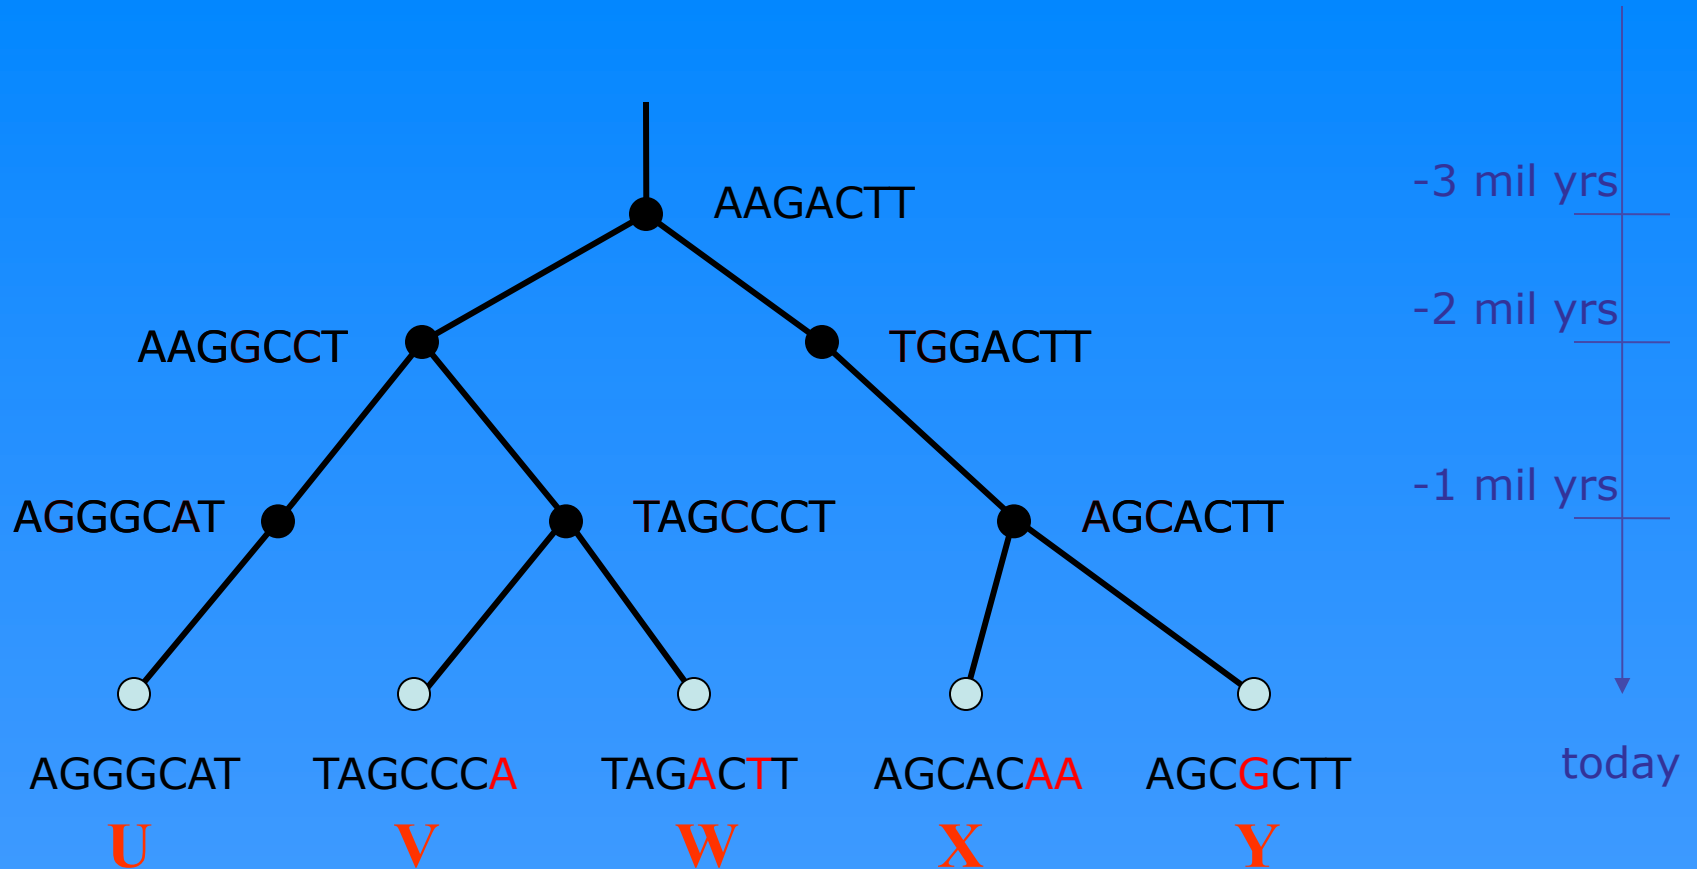 -3 mil yrs
AAGACTT
-2 mil yrs
AAGGCCT
TGGACTT
-1 mil yrs
AGGGCAT
TAGCCCT
AGCACTT
today
AGGGCAT
TAGCCCA
TAGACTT
AGCACAA
AGCGCTT
U
V
W
X
Y